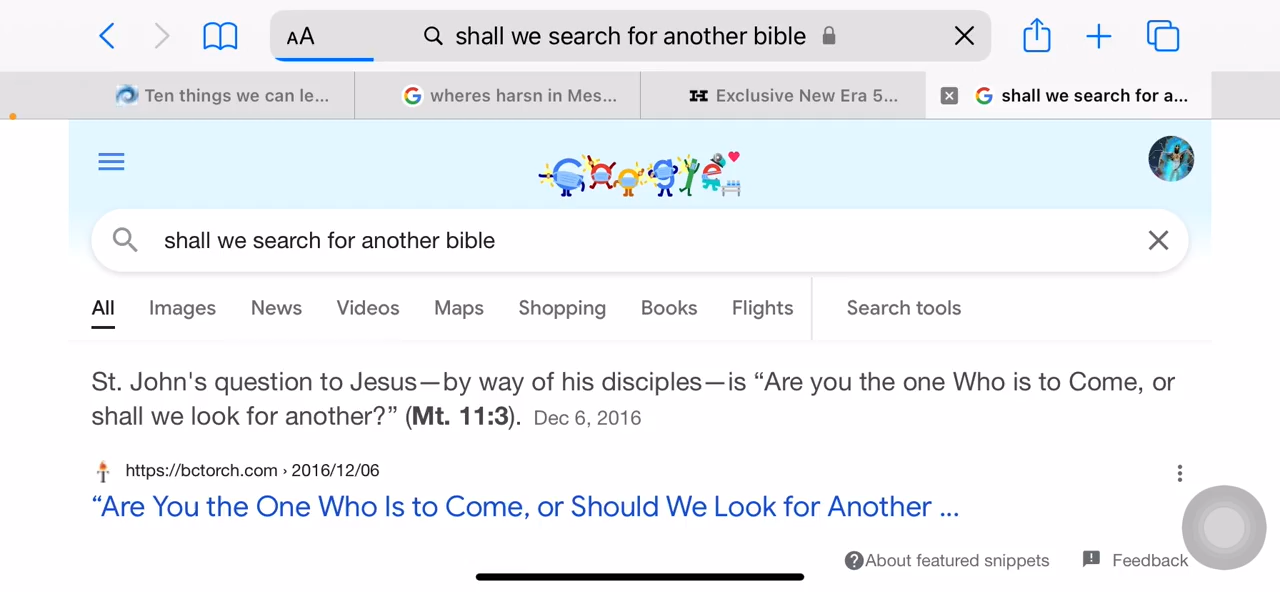 AA shall we search for another bible
Ten things we can le... wheres harsn in Mes... Exclusive New Era 5... shall we search for a...
Google
shall we search for another bible
All Images News Videos Maps Shopping Books Flights Search tools
St. John's question to Jesus—by way of his disciples—is “Are you the one Who is to Come, or
shall we look for another?” (Mt. 11:3). Dec 6, 2016
https://bctorch.com › 2016/12/06
“Are You the One Who Is to Come, or Should We Look for Another ...
About featured snippets Feedback